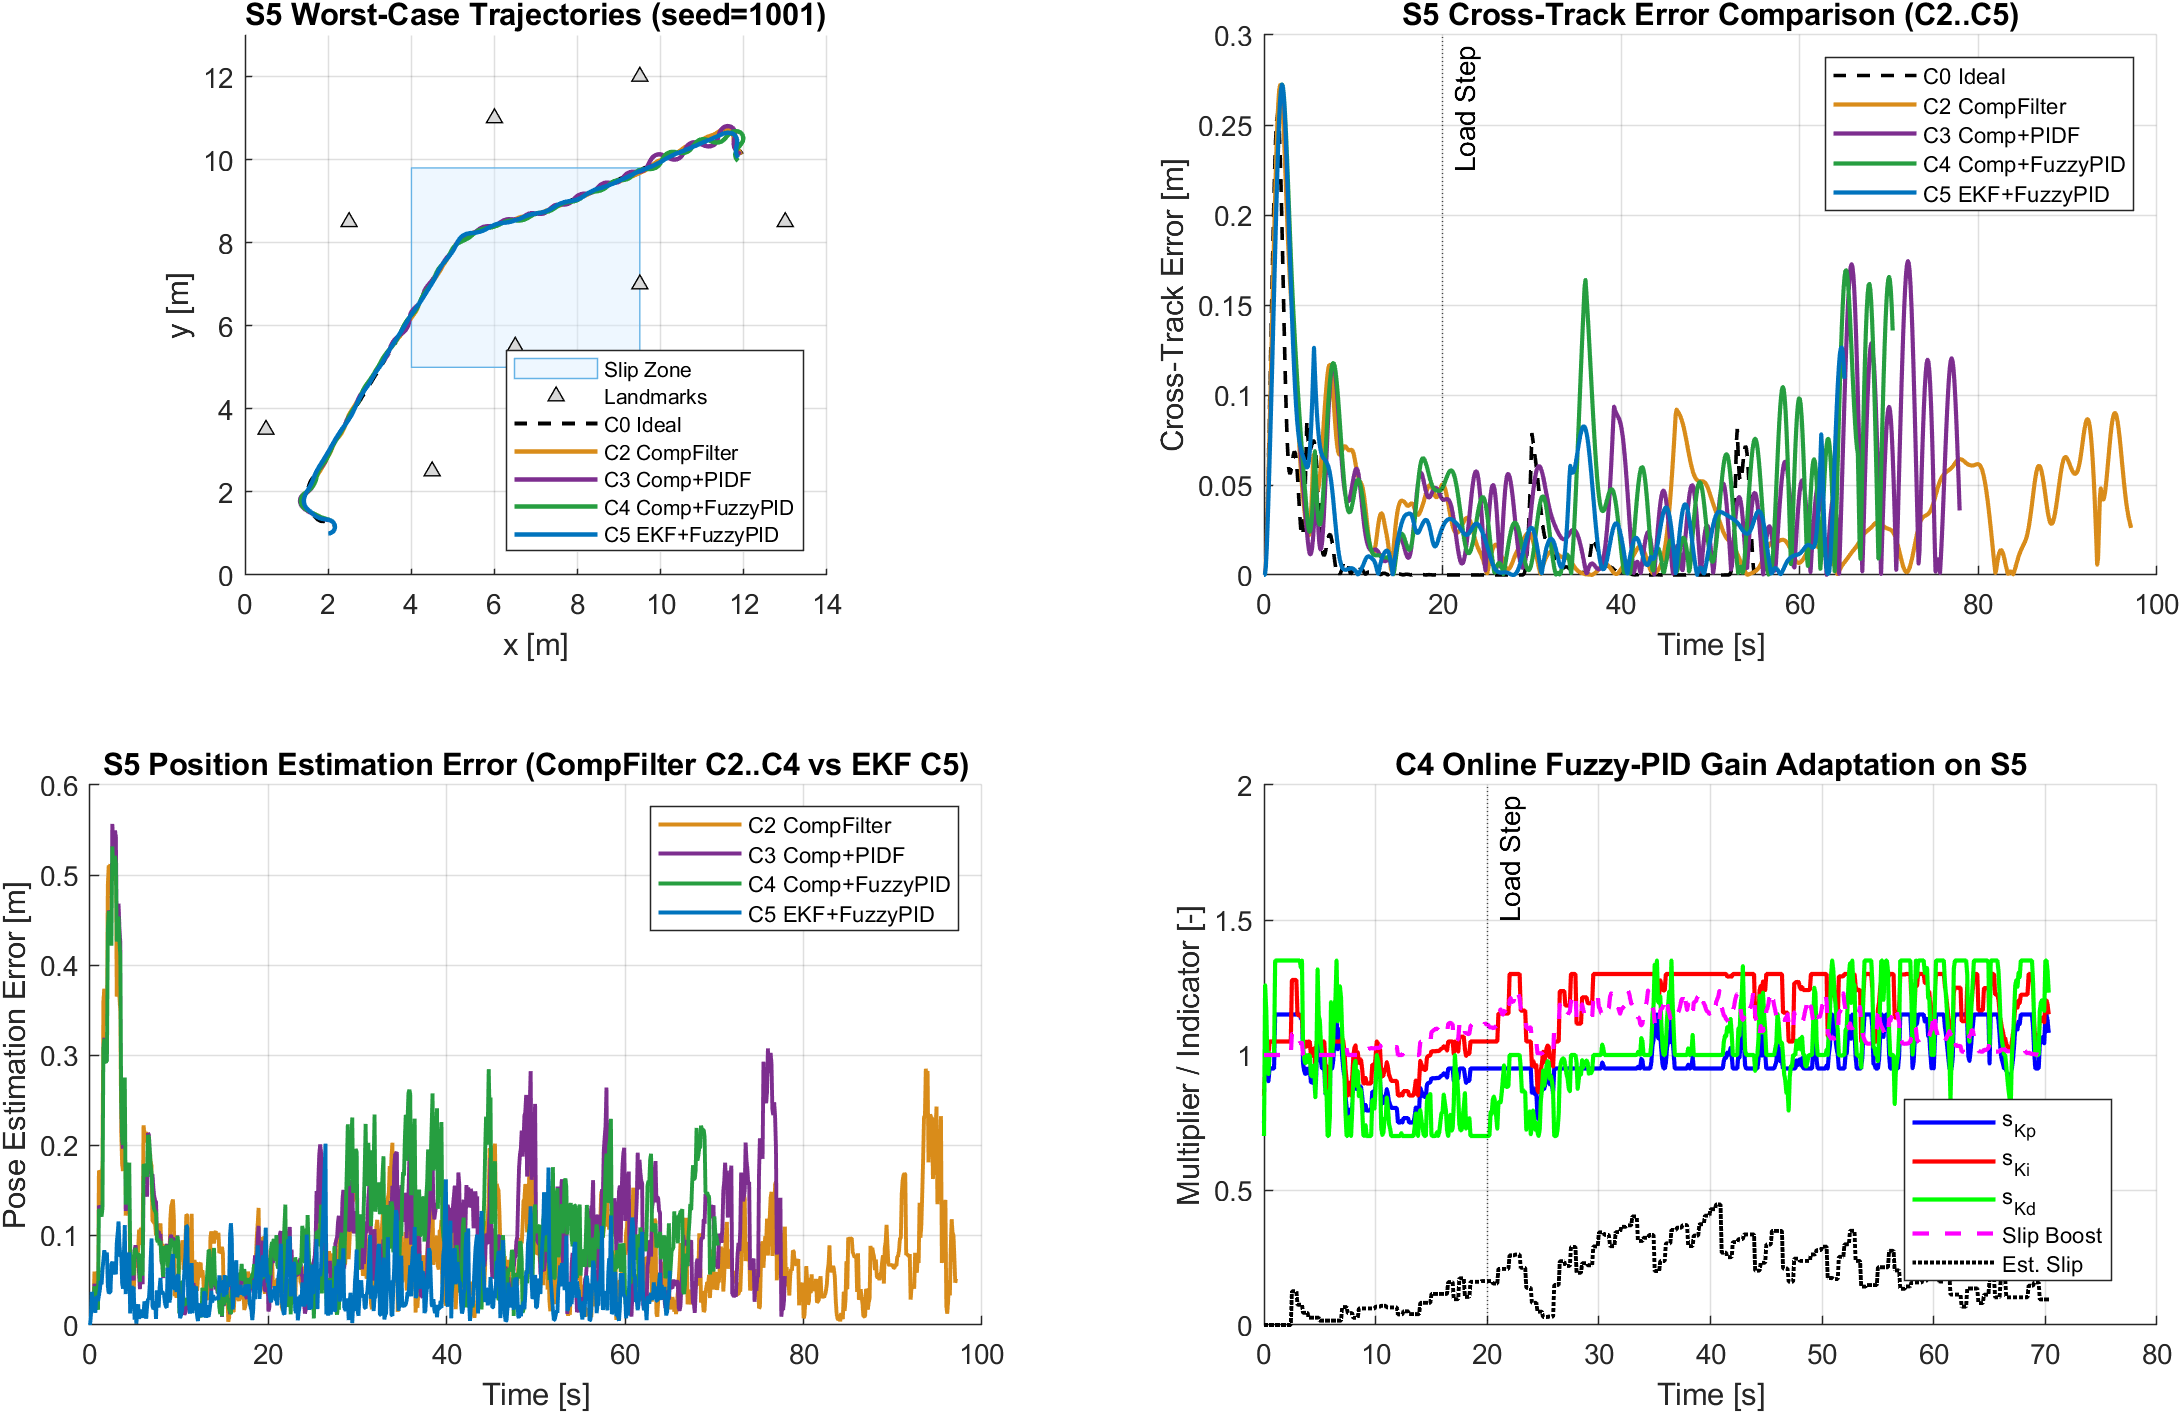 S5 Worst-Case Trajectories (seed=1001)
y [m]
12
10
8
6
4
2
0
0 2 4 6 8 10 12 14
x [m]
Slip Zone
Landmarks
C0 Ideal
C2 CompFilter
C3 Comp+PIDF
C4 Comp+FuzzyPID
C5 EKF+FuzzyPID
S5 Cross-Track Error Comparison (C2..C5)
Cross-Track Error [m]
0.3
0.25
0.2
0.15
0.1
0.05
0
0 20 40 60 80 100
Time [s]
Load Step
C0 Ideal
C2 CompFilter
C3 Comp+PIDF
C4 Comp+FuzzyPID
C5 EKF+FuzzyPID
S5 Position Estimation Error (CompFilter C2..C4 vs EKF C5)
Pose Estimation Error [m]
0.6
0.5
0.4
0.3
0.2
0.1
0
0 20 40 60 80 100
Time [s]
C2 CompFilter
C3 Comp+PIDF
C4 Comp+FuzzyPID
C5 EKF+FuzzyPID
C4 Online Fuzzy-PID Gain Adaptation on S5
Multiplier / Indicator [-]
2
1.5
1
0.5
0
0 10 20 30 40 50 60 70 80
Time [s]
Load Step
sKp
sKi
sKd
Slip Boost
Est. Slip